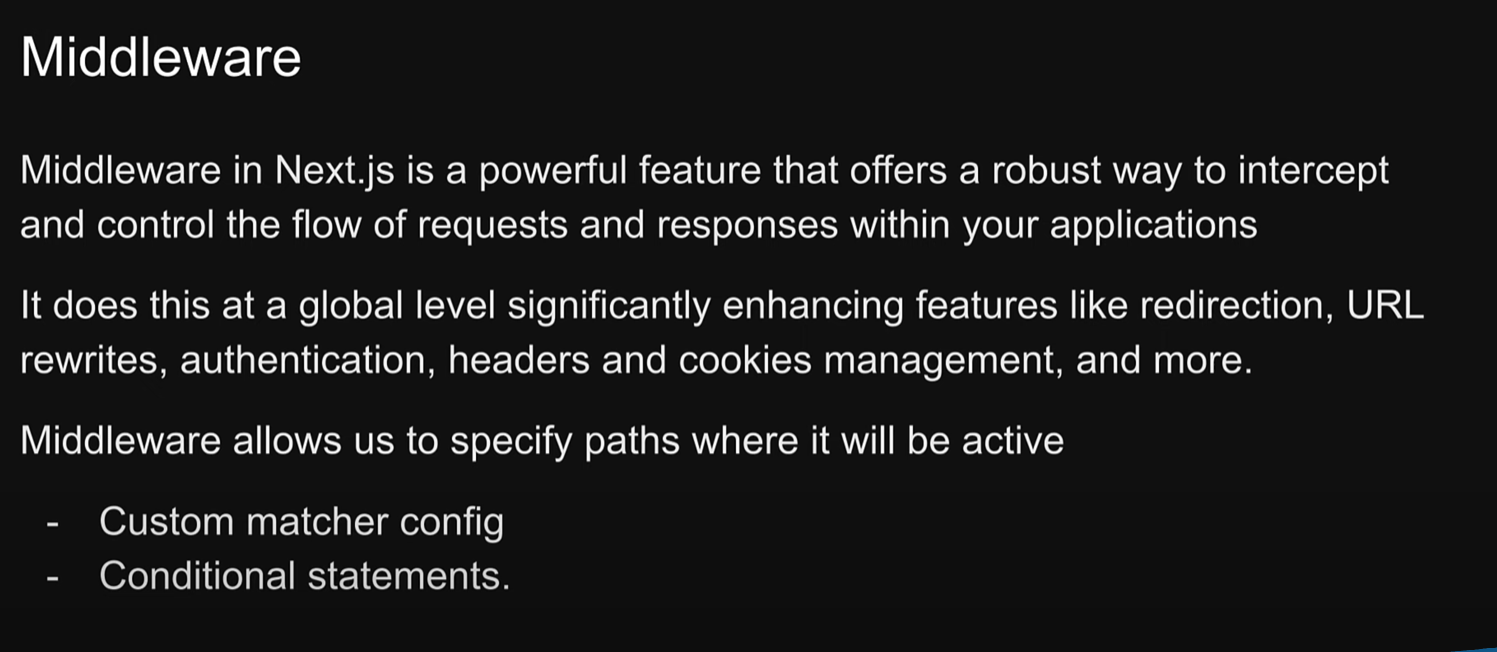 Middleware
Middleware in Next.js is a powerful feature that offers a robust way to intercept
and control the flow of requests and responses within your applications
It does this at a global level significantly enhancing features like redirection, URL
rewrites, authentication, headers and cookies management, and more.
Middleware allows us to specify paths where it will be active
- Custom matcher config
- Conditional statements.